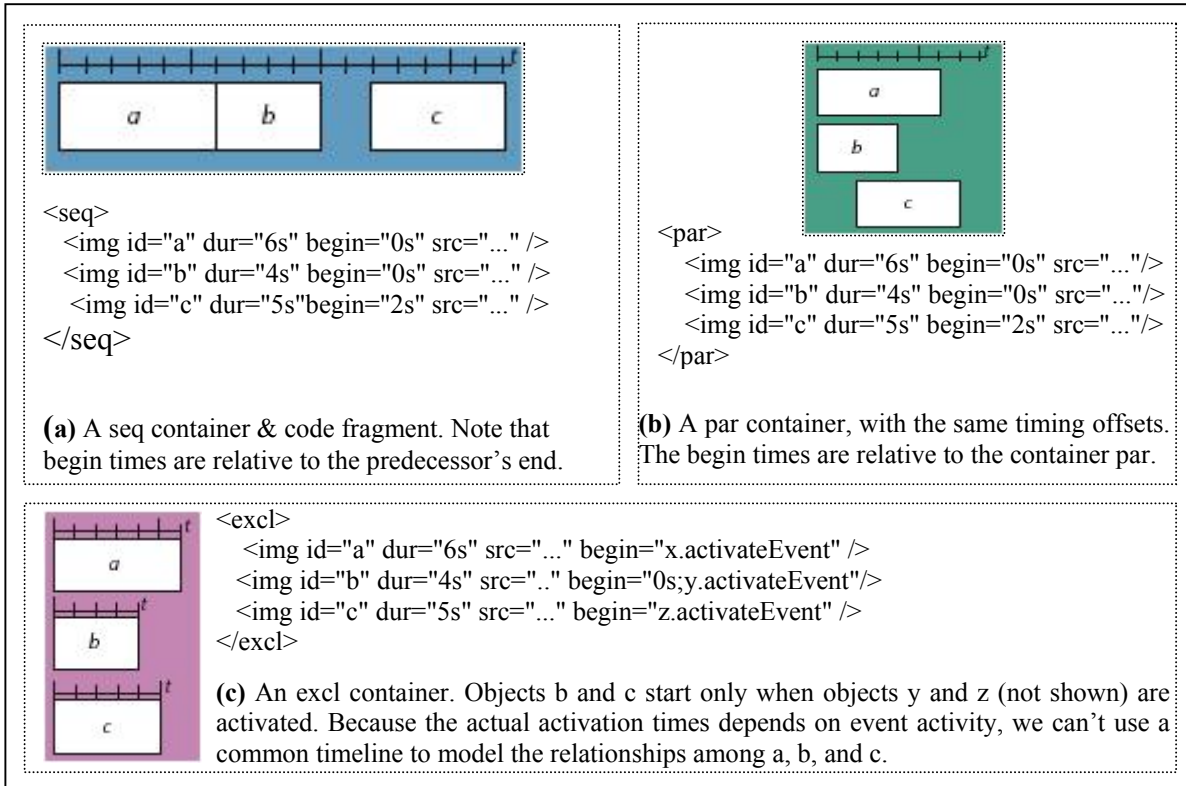 t
a b c
<seq>
<img id="a" dur="6s" begin="0s" src="..." />
<img id="b" dur="4s" begin="0s" src="..." />
<img id="c" dur="5s"begin="2s" src="..." />
</seq>
(a) A seq container & code fragment. Note that
begin times are relative to the predecessor’s end.
t
a
b
c
<par>
<img id="a" dur="6s" begin="0s" src="..."/>
<img id="b" dur="4s" begin="0s" src="..."/>
<img id="c" dur="5s" begin="2s" src="..."/>
</par>
(b) A par container, with the same timing offsets.
The begin times are relative to the container par.
t
a
t
b
t
c
<excl>
<img id="a" dur="6s" src="..." begin="x.activateEvent" />
<img id="b" dur="4s" src=".." begin="0s;y.activateEvent"/>
<img id="c" dur="5s" src="..." begin="z.activateEvent" />
</excl>
(c) An excl container. Objects b and c start only when objects y and z (not shown) are
activated. Because the actual activation times depends on event activity, we can’t use a
common timeline to model the relationships among a, b, and c.